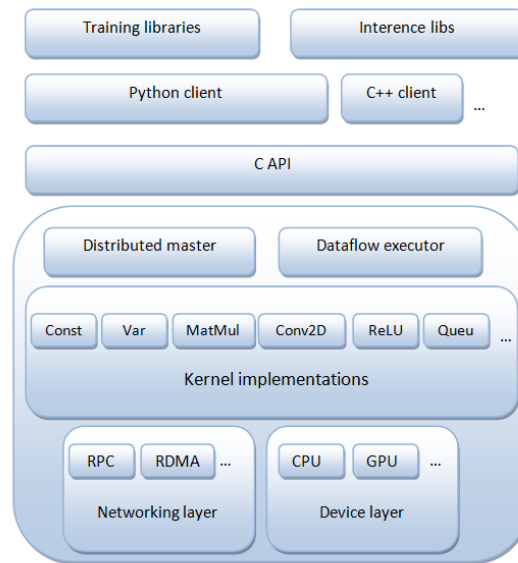 Training libraries Interence libs
Python client C++ client ...
C API
Distributed master Dataflow executor
Const Var MatMul Conv2D ReLU Queu ...
Kernel implementations
RPC RDMA ... CPU GPU ...
Networking layer Device layer